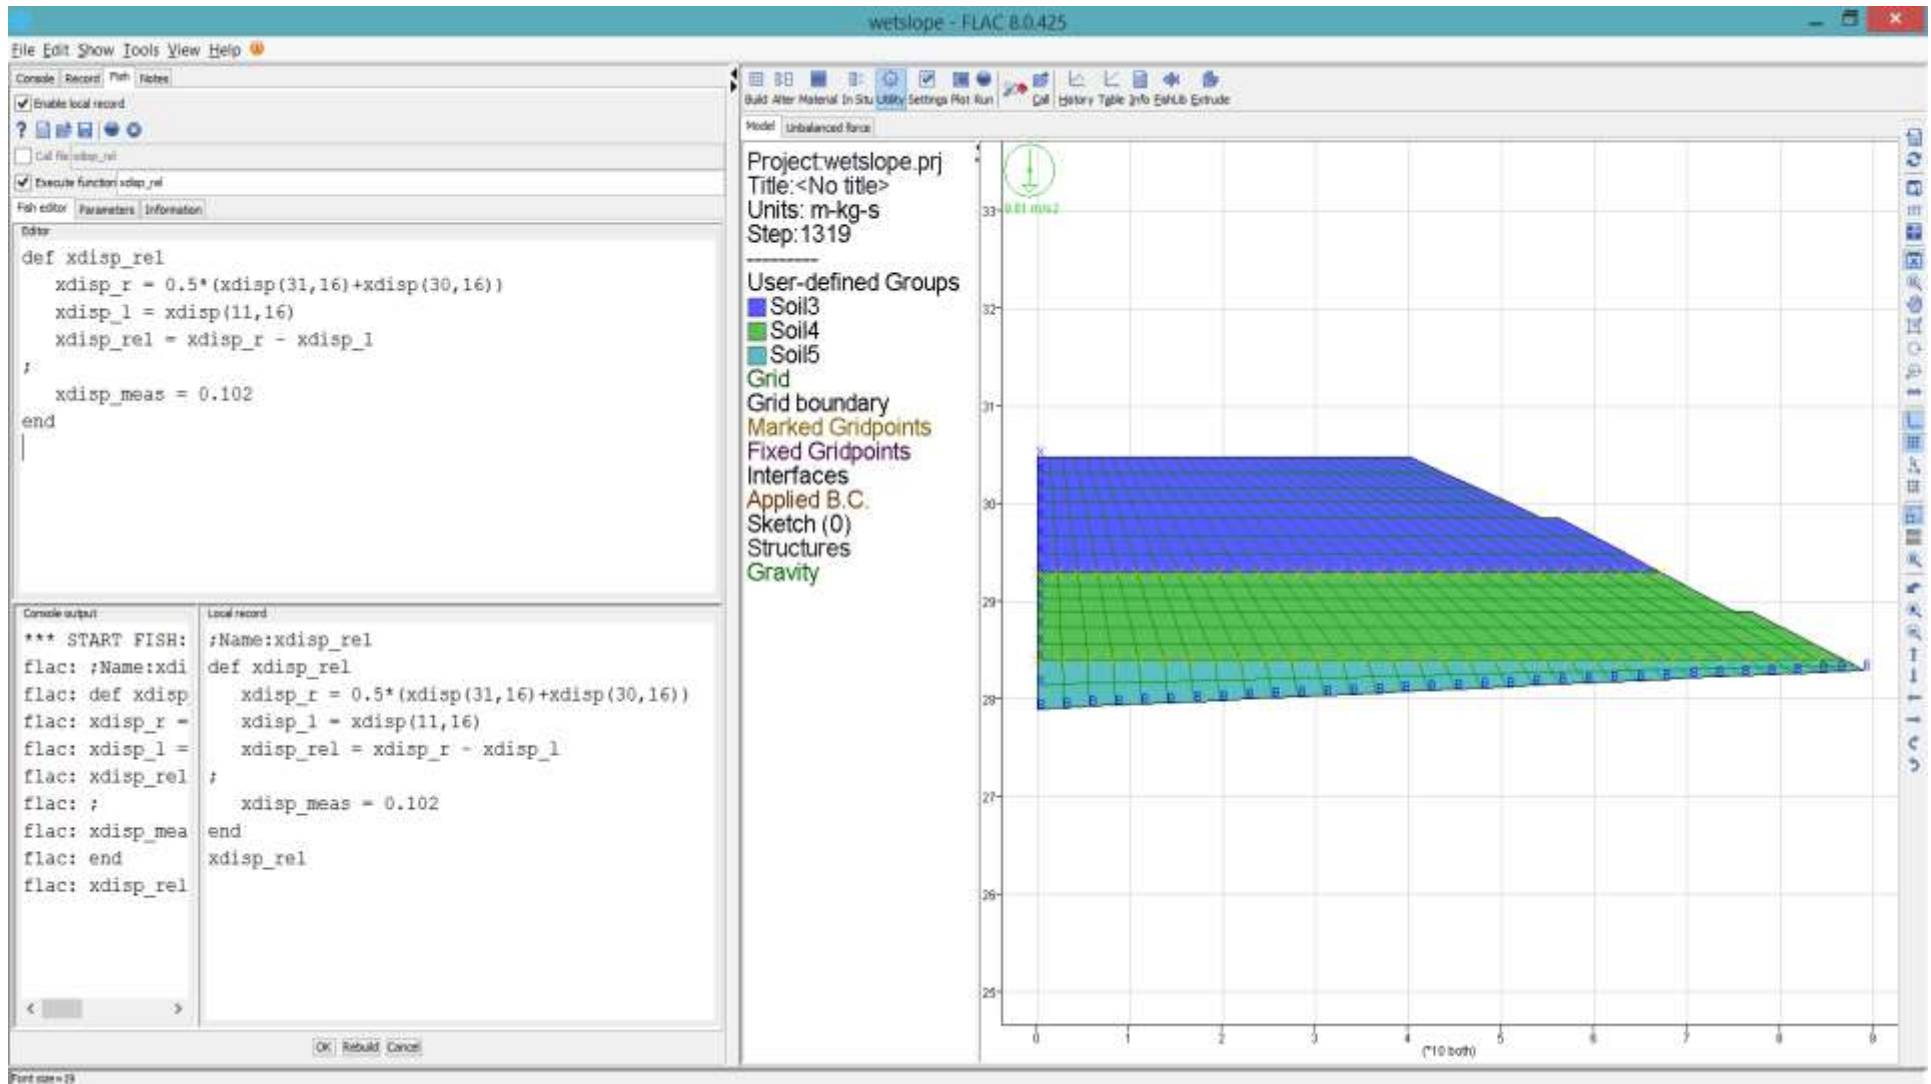 wetslope - FLAC 8.0.425
File Edit Show Tools View Help
Console Record Fish Notes
Enable local record
?
Call file xdisp_rel
Execute function xdisp_rel
Fish editor Parameters Information
Editor
def xdisp_rel
xdisp_r = 0.5*(xdisp(31,16)+xdisp(30,16))
xdisp_l = xdisp(11,16)
xdisp_rel = xdisp_r - xdisp_l
;
xdisp_meas = 0.102
end
Console output
*** START FISH:
flac: ;Name:xdi
flac: def xdisp
flac: xdisp_r =
flac: xdisp_l =
flac: xdisp_rel
flac: ;
flac: xdisp_mea
flac: end
flac: xdisp_rel
Local record
;Name:xdisp_rel
def xdisp_rel
xdisp_r = 0.5*(xdisp(31,16)+xdisp(30,16))
xdisp_l = xdisp(11,16)
xdisp_rel = xdisp_r - xdisp_l
;
xdisp_meas = 0.102
end
xdisp_rel
OK Rebuild Cancel
Font size=19
Build Alter Material In Situ Utility Settings Plot Run Call History Table Info FishLib Extrude
Model Unbalanced force
Project:wetslope.prj
Title:<No title>
Units: m-kg-s
Step:1319
---------
User-defined Groups
Soil3
Soil4
Soil5
Grid
Grid boundary
Marked Gridpoints
Fixed Gridpoints
Interfaces
Applied B.C.
Sketch (0)
Structures
Gravity
33
32
31
30
29
28
27
26
25
0 1 2 3 4 5 6 7 8 9
(*10 both)